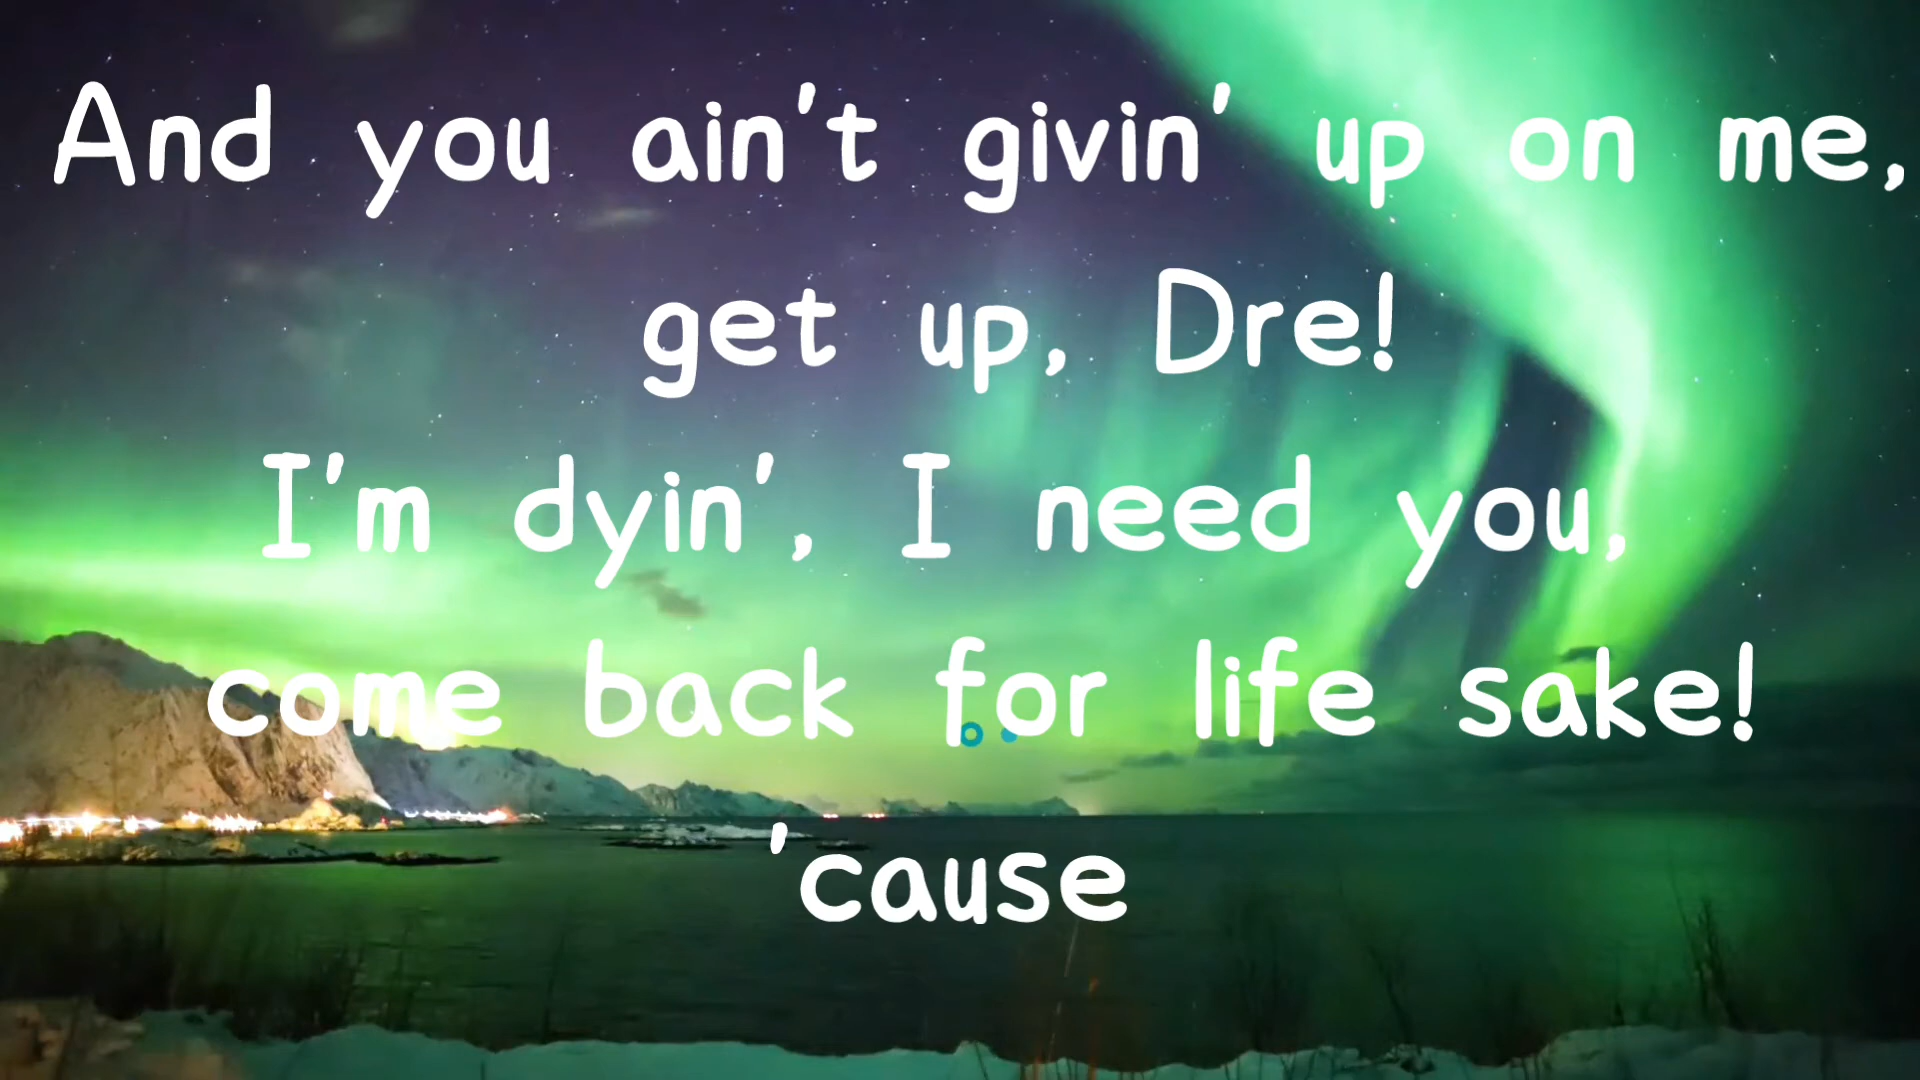 And you ain't givin' up on me,
get up, Dre!
I'm dyin', I need you,
come back for life sake!
'cause